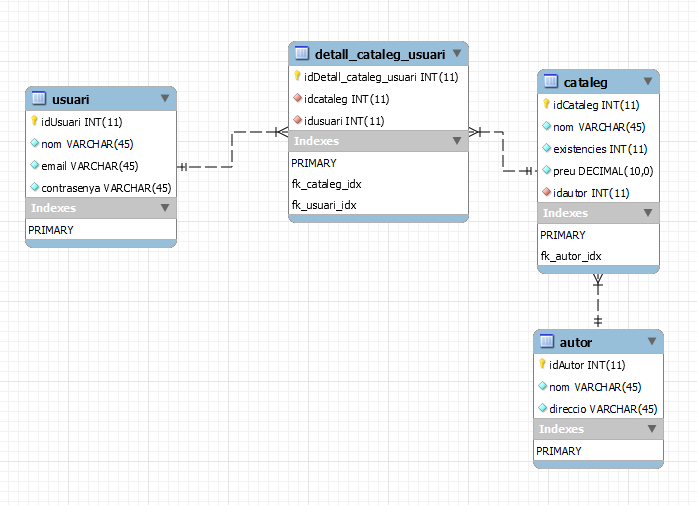 usuari
idUsuari INT(11)
nom VARCHAR(45)
email VARCHAR(45)
contrasenya VARCHAR(45)
Indexes
PRIMARY
detall_cataleg_usuari
idDetall_cataleg_usuari INT(11)
idcataleg INT(11)
idusuari INT(11)
Indexes
PRIMARY
fk_cataleg_idx
fk_usuari_idx
cataleg
idCataleg INT(11)
nom VARCHAR(45)
existencies INT(11)
preu DECIMAL(10,0)
idautor INT(11)
Indexes
PRIMARY
fk_autor_idx
autor
idAutor INT(11)
nom VARCHAR(45)
direccio VARCHAR(45)
Indexes
PRIMARY